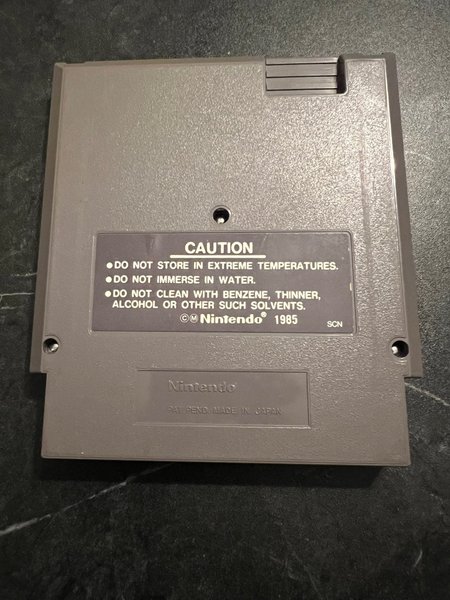 CAUTION
●DO NOT STORE IN EXTREME TEMPERATURES.
●DO NOT IMMERSE IN WATER.
●DO NOT CLEAN WITH BENZENE, THINNER,
ALCOHOL OR OTHER SUCH SOLVENTS.
©Ⓜ Nintendo® 1985
SCN
Nintendo
PAT. PEND. MADE IN JAPAN